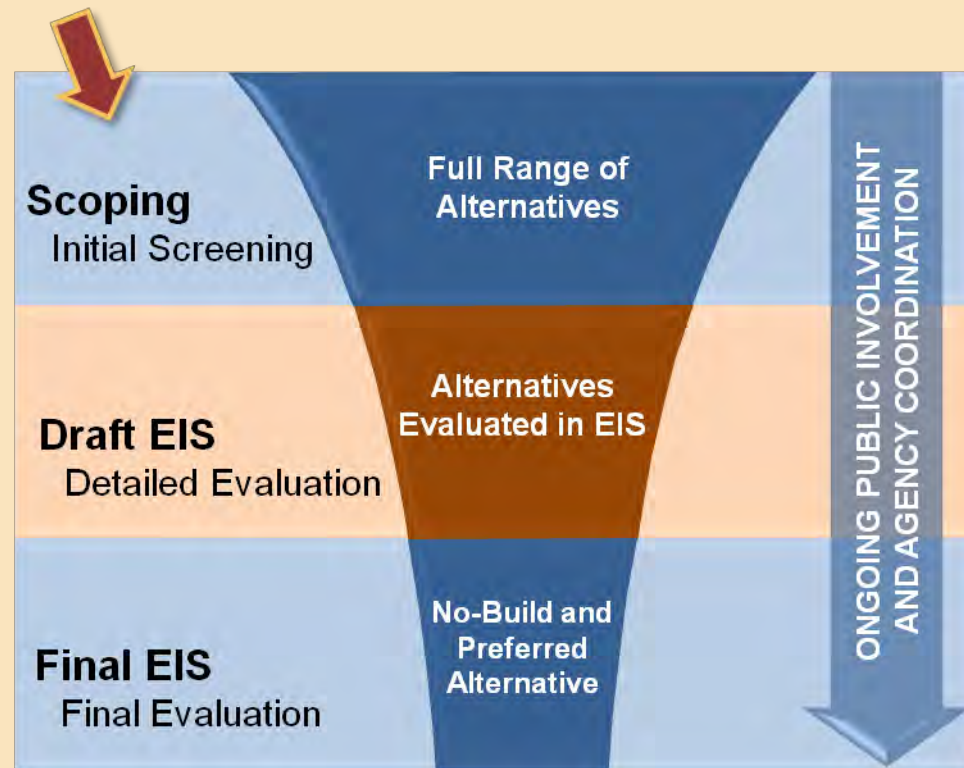 Scoping
Initial Screening
Full Range of
Alternatives
Draft EIS
Detailed Evaluation
Alternatives
Evaluated in EIS
Final EIS
Final Evaluation
No-Build and
Preferred
Alternative
ONGOING PUBLIC INVOLVEMENT
AND AGENCY COORDINATION